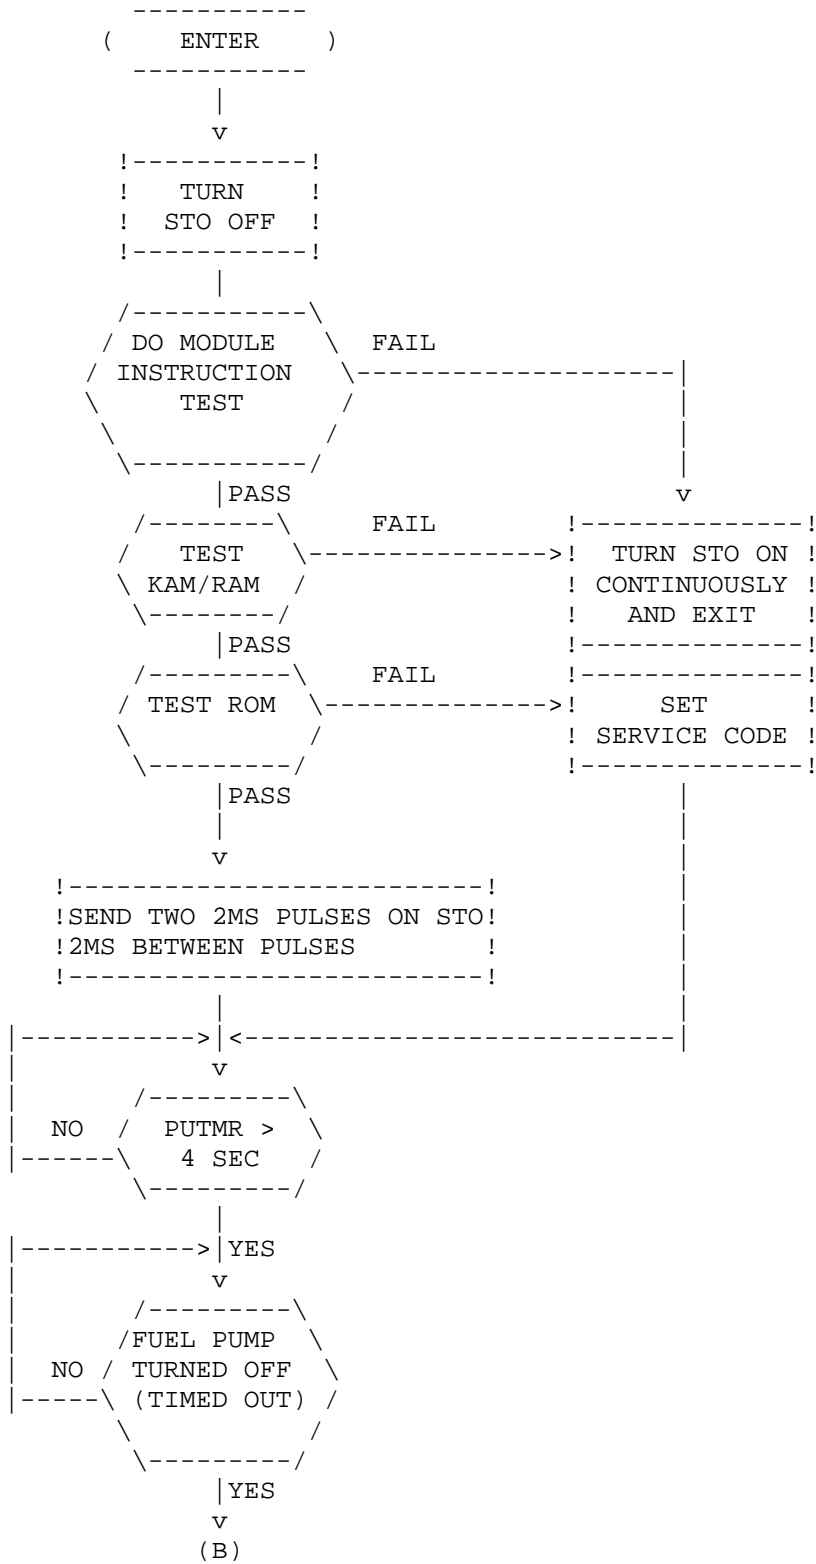 ENTER
TURN
STO OFF
DO MODULE
INSTRUCTION
TEST
FAIL
PASS
TEST
KAM/RAM
FAIL
TURN STO ON
CONTINUOUSLY
AND EXIT
PASS
TEST ROM
FAIL
SET
SERVICE CODE
PASS
SEND TWO 2MS PULSES ON STO
2MS BETWEEN PULSES
NO
PUTMR >
4 SEC
YES
NO
FUEL PUMP
TURNED OFF
(TIMED OUT)
YES
(B)